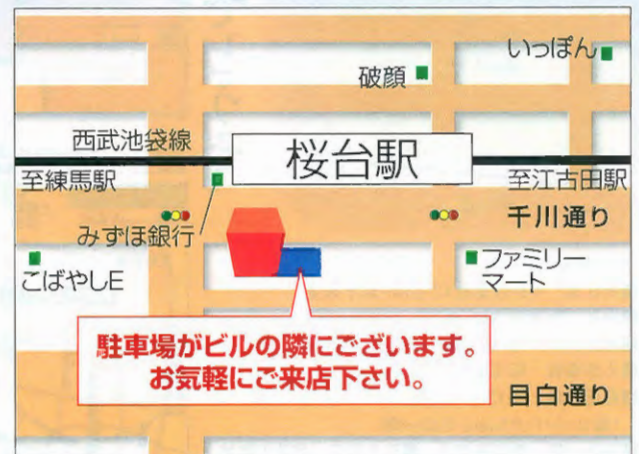 いっぽん
破顔
西武池袋線
桜台駅
至練馬駅
至江古田駅
千川通り
みずほ銀行
ファミリー
マート
こばやしE
駐車場がビルの隣にございます。
お気軽にご来店下さい。
目白通り